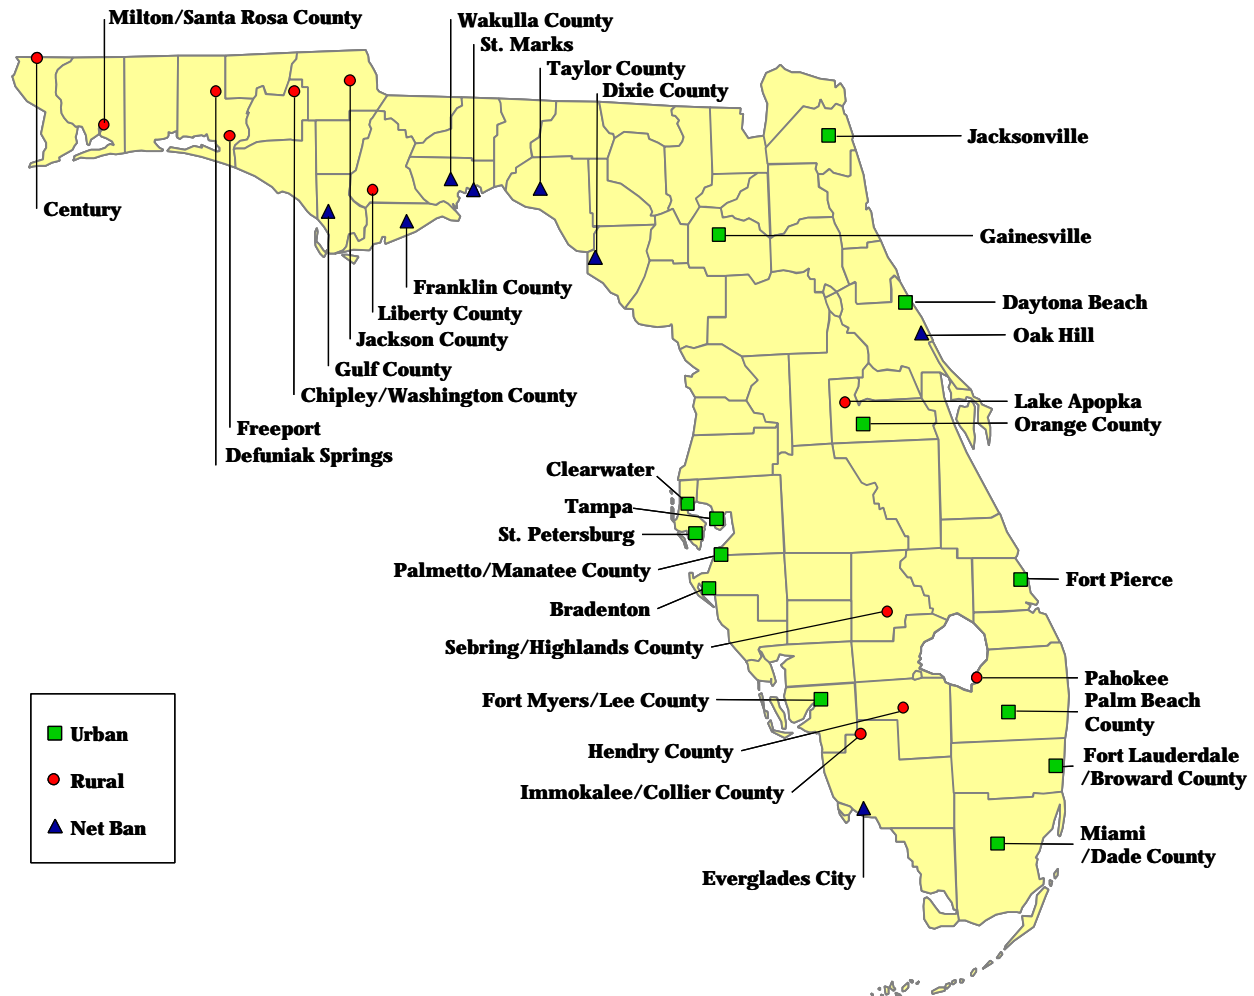 Milton/Santa Rosa County
Wakulla County
St. Marks
Taylor County
Dixie County
Jacksonville
Century
Gainesville
Franklin County
Daytona Beach
Liberty County
Oak Hill
Jackson County
Gulf County
Chipley/Washington County
Lake Apopka
Orange County
Freeport
Defuniak Springs
Clearwater
Tampa
St. Petersburg
Palmetto/Manatee County
Fort Pierce
Bradenton
Sebring/Highlands County
Pahokee
Fort Myers/Lee County
Palm Beach
County
Urban
Hendry County
Fort Lauderdale
/Broward County
Rural
Immokalee/Collier County
Net Ban
Miami
/Dade County
Everglades City